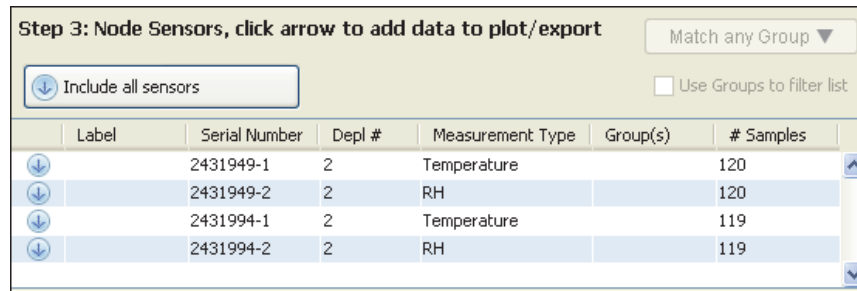 Step 3: Node Sensors, click arrow to add data to plot/export
Match any Group ▼
Include all sensors
Use Groups to filter list
Label Serial Number Depl # Measurement Type Group(s) # Samples
2431949-1 2 Temperature 120
2431949-2 2 RH 120
2431994-1 2 Temperature 119
2431994-2 2 RH 119